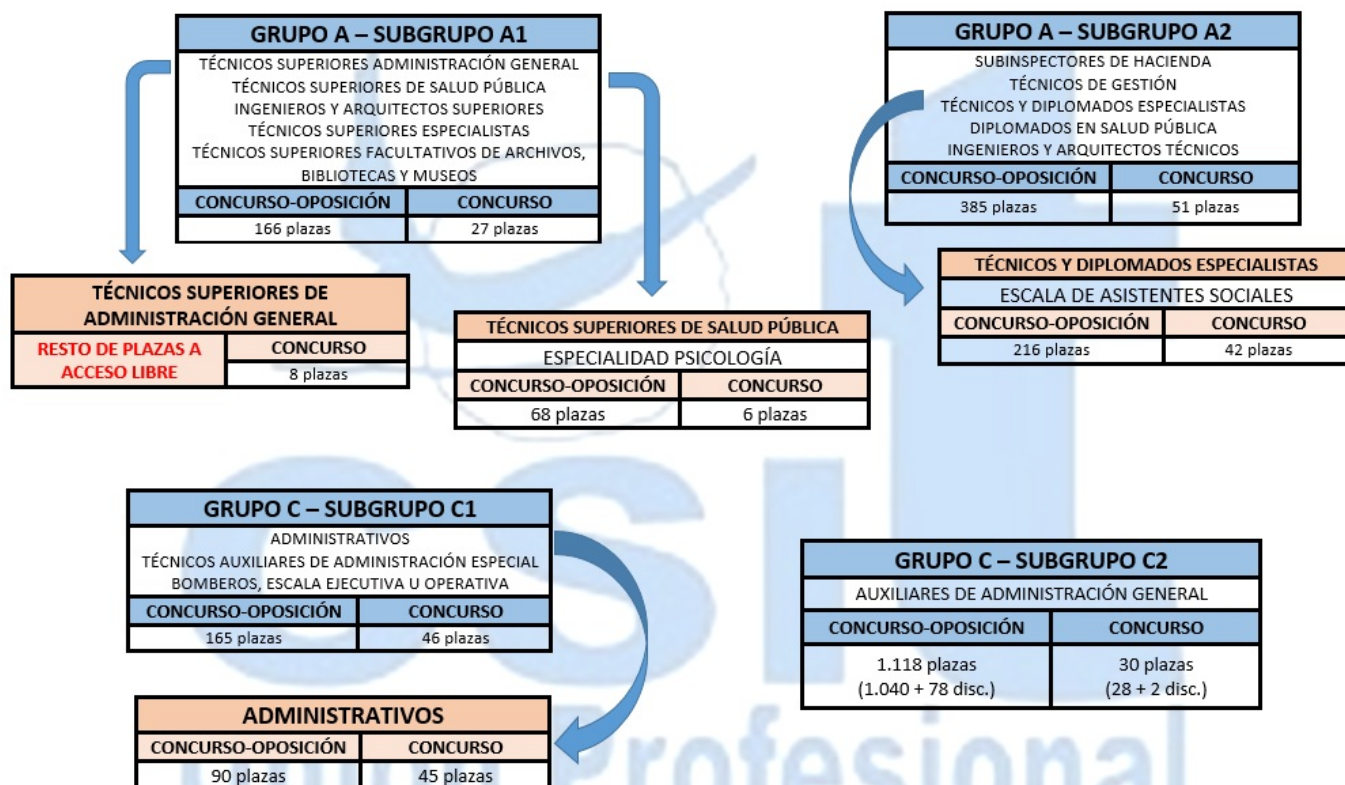 GRUPO A – SUBGRUPO A1
TÉCNICOS SUPERIORES ADMINISTRACIÓN GENERAL
TÉCNICOS SUPERIORES DE SALUD PÚBLICA
INGENIEROS Y ARQUITECTOS SUPERIORES
TÉCNICOS SUPERIORES ESPECIALISTAS
TÉCNICOS SUPERIORES FACULTATIVOS DE ARCHIVOS,
BIBLIOTECAS Y MUSEOS
CONCURSO-OPOSICIÓN CONCURSO
166 plazas 27 plazas
GRUPO A – SUBGRUPO A2
SUBINSPECTORES DE HACIENDA
TÉCNICOS DE GESTIÓN
TÉCNICOS Y DIPLOMADOS ESPECIALISTAS
DIPLOMADOS EN SALUD PÚBLICA
INGENIEROS Y ARQUITECTOS TÉCNICOS
CONCURSO-OPOSICIÓN CONCURSO
385 plazas 51 plazas
TÉCNICOS SUPERIORES DE
ADMINISTRACIÓN GENERAL
RESTO DE PLAZAS A
ACCESO LIBRE
CONCURSO
8 plazas
TÉCNICOS SUPERIORES DE SALUD PÚBLICA
ESPECIALIDAD PSICOLOGÍA
CONCURSO-OPOSICIÓN CONCURSO
68 plazas 6 plazas
TÉCNICOS Y DIPLOMADOS ESPECIALISTAS
ESCALA DE ASISTENTES SOCIALES
CONCURSO-OPOSICIÓN CONCURSO
216 plazas 42 plazas
GRUPO C – SUBGRUPO C1
ADMINISTRATIVOS
TÉCNICOS AUXILIARES DE ADMINISTRACIÓN ESPECIAL
BOMBEROS, ESCALA EJECUTIVA U OPERATIVA
CONCURSO-OPOSICIÓN CONCURSO
165 plazas 46 plazas
ADMINISTRATIVOS
CONCURSO-OPOSICIÓN CONCURSO
90 plazas 45 plazas
GRUPO C – SUBGRUPO C2
AUXILIARES DE ADMINISTRACIÓN GENERAL
CONCURSO-OPOSICIÓN CONCURSO
1.118 plazas 30 plazas
(1.040 + 78 disc.) (28 + 2 disc.)
csit
Profesional